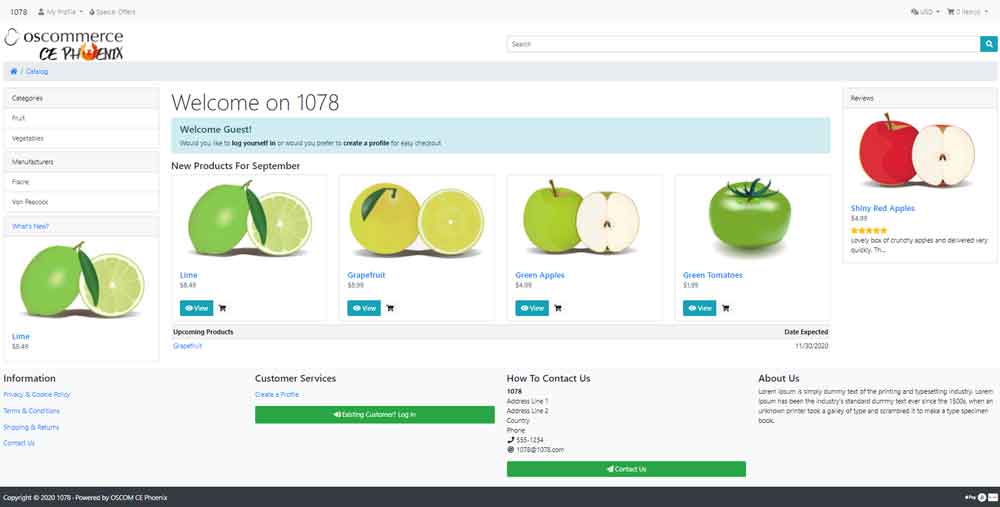 1078 My Profile Special Offers USD 0 item(s)
oscommerce
CE PHOENIX
Search
/ Catalog
Categories
Fruit
Vegetables
Manufacturers
Fiacre
Von Peacock
What's New?
Lime
$8.49
Welcome on 1078
Welcome Guest!
Would you like to log yourself in or would you prefer to create a profile for easy checkout.
New Products For September
Lime
$8.49
View
Grapefruit
$8.99
View
Green Apples
$4.99
View
Green Tomatoes
$1.99
View
Upcoming Products Date Expected
Grapefruit 11/30/2020
Reviews
Shiny Red Apples
$4.99
Lovely box of crunchy apples and delivered very
quickly. Th...
Information
Privacy & Cookie Policy
Terms & Conditions
Shipping & Returns
Contact Us
Customer Services
Create a Profile
Existing Customer? Log In
How To Contact Us
1078
Address Line 1
Address Line 2
Country
Phone
555-1234
1078@1078.com
Contact Us
About Us
Lorem Ipsum is simply dummy text of the printing and typesetting industry. Lorem
Ipsum has been the industry's standard dummy text ever since the 1500s, when an
unknown printer took a galley of type and scrambled it to make a type specimen
book.
Copyright © 2020 1078 · Powered by OSCOM CE Phoenix
Pay